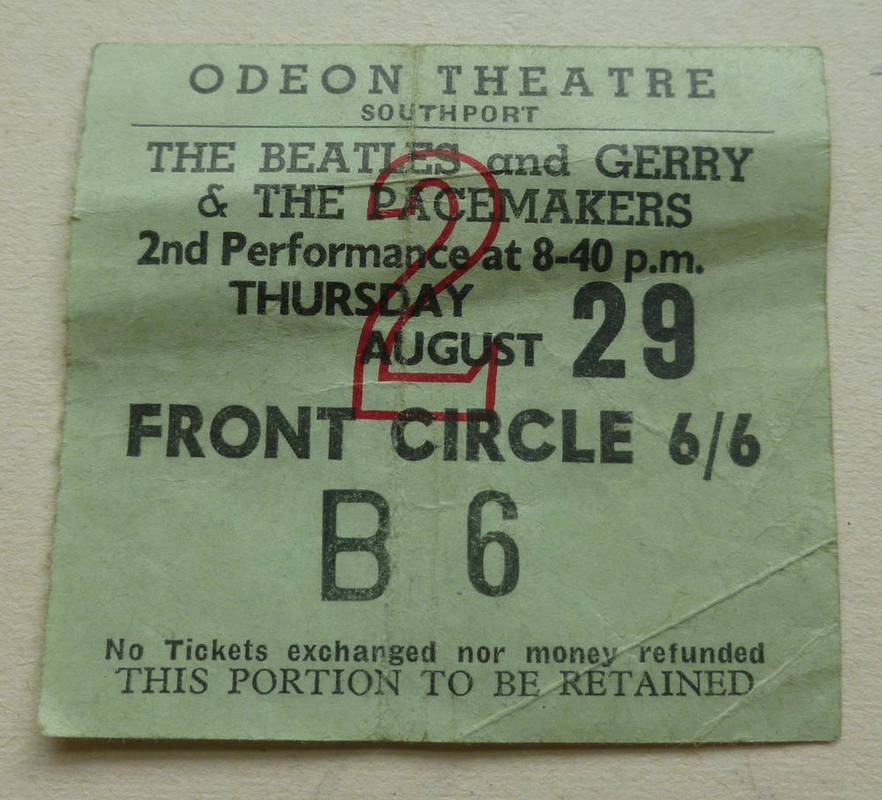 ODEON THEATRE
SOUTHPORT
THE BEATLES and GERRY
& THE PACEMAKERS
2nd Performance at 8-40 p.m.
THURSDAY
AUGUST 29
2
FRONT CIRCLE 6/6
B 6
No Tickets exchanged nor money refunded
THIS PORTION TO BE RETAINED